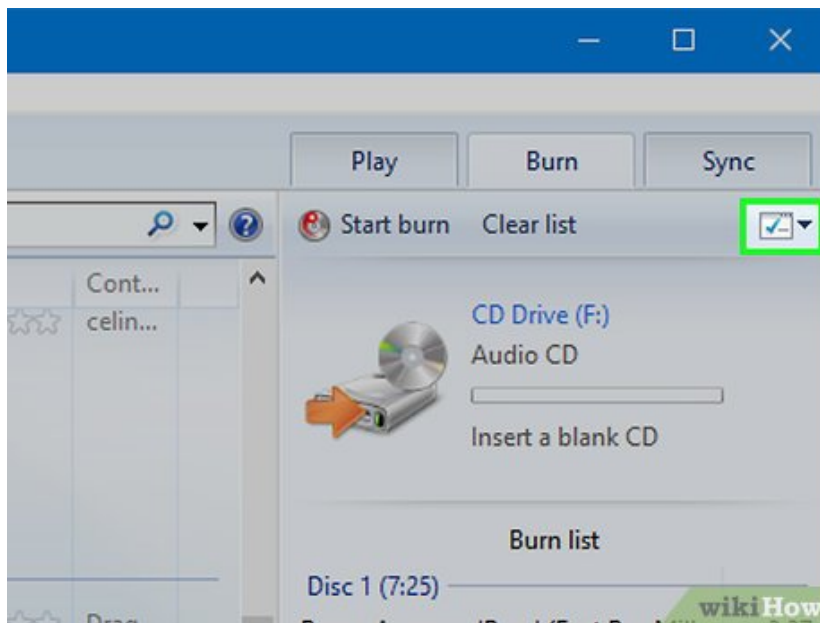 Play Burn Sync
Start burn Clear list
Cont...
celin...
CD Drive (F:)
Audio CD
Insert a blank CD
Burn list
Disc 1 (7:25)
wikiHow